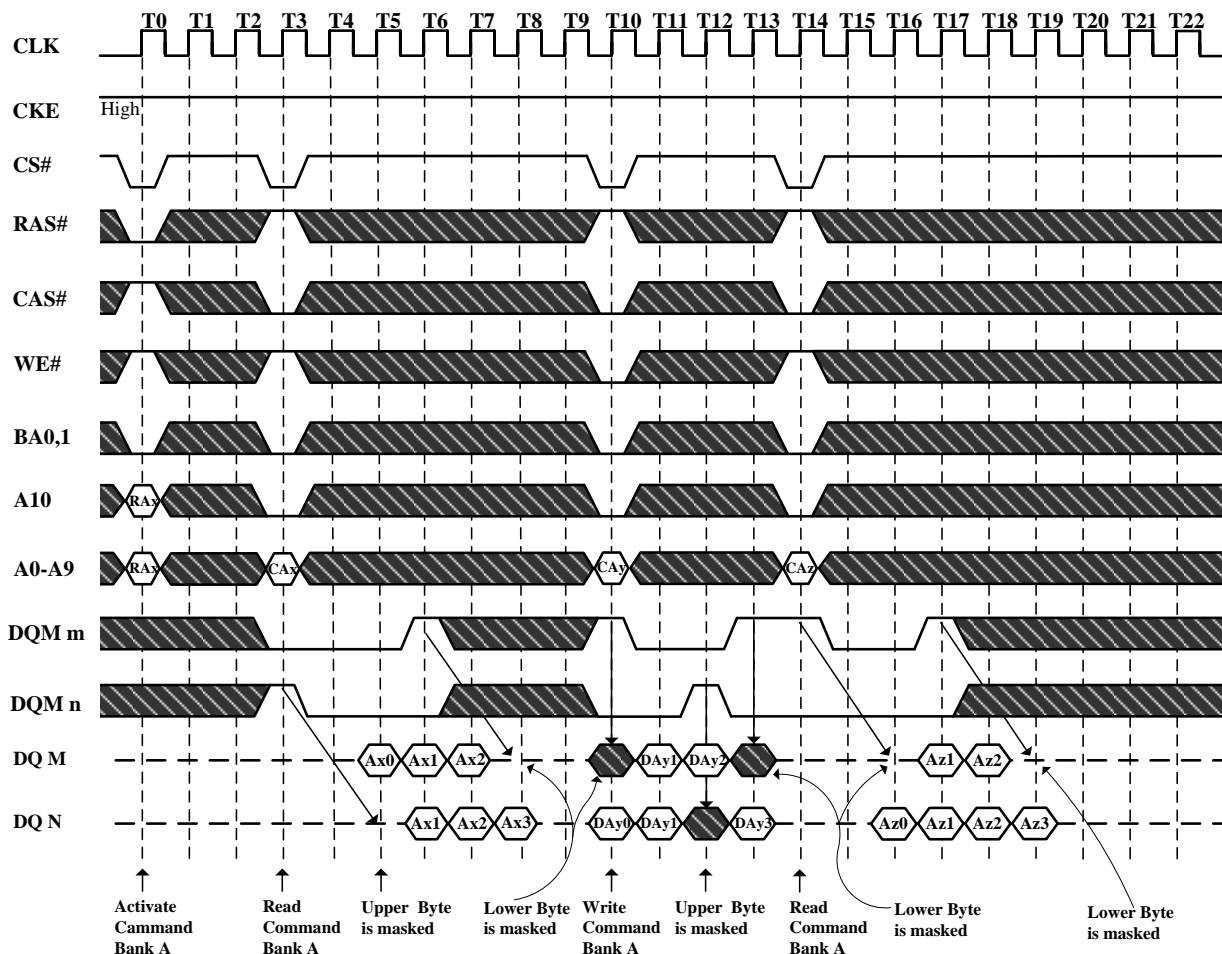 T0 T1 T2 T3 T4 T5 T6 T7 T8 T9 T10 T11 T12 T13 T14 T15 T16 T17 T18 T19 T20 T21 T22
CLK
CKE High
CS#
RAS#
CAS#
WE#
BA0,1
A10 RAx
A0-A9 RAx CAx CAy CAz
DQM m
DQM n
DQ M Ax0 Ax1 Ax2 DAy1 DAy2 Az1 Az2
DQ N Ax1 Ax2 Ax3 DAy0 DAy1 DAy3 Az0 Az1 Az2 Az3
Activate
Cammand
Bank A
Read
Command
Bank A
Upper Byte
is masked
Lower Byte
is masked
Write
Command
Bank A
Upper Byte
is masked
Read
Command
Bank A
Lower Byte
is masked
Lower Byte
is masked